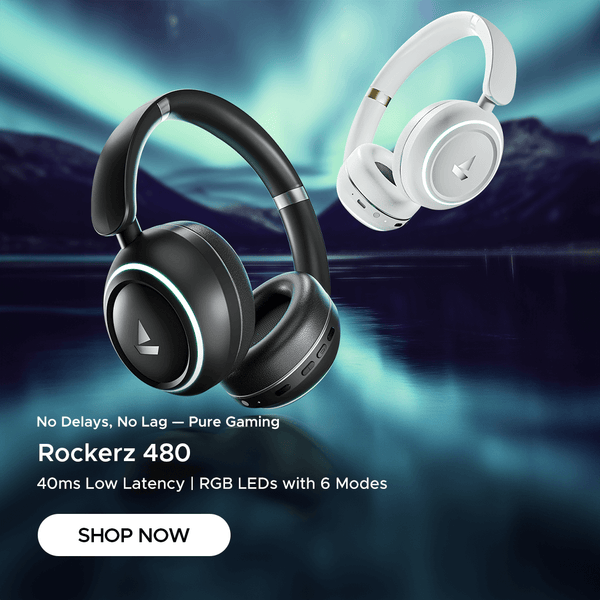 No Delays, No Lag — Pure Gaming
Rockerz 480
40ms Low Latency | RGB LEDs with 6 Modes
SHOP NOW